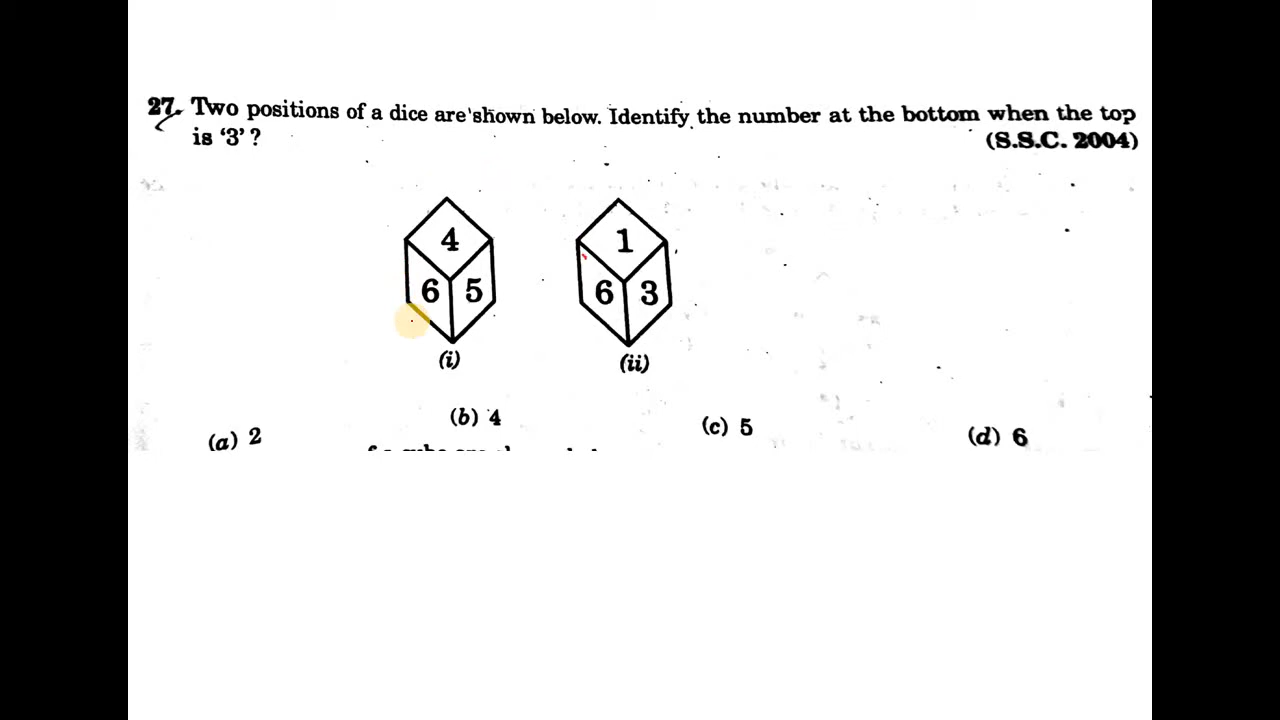 27. Two positions of a dice are shown below. Identify the number at the bottom when the top
is ‘3’ ?
(S.S.C. 2004)
4
6 5
(i)
1
6 3
(ii)
(a) 2
(b) 4
(c) 5
(d) 6